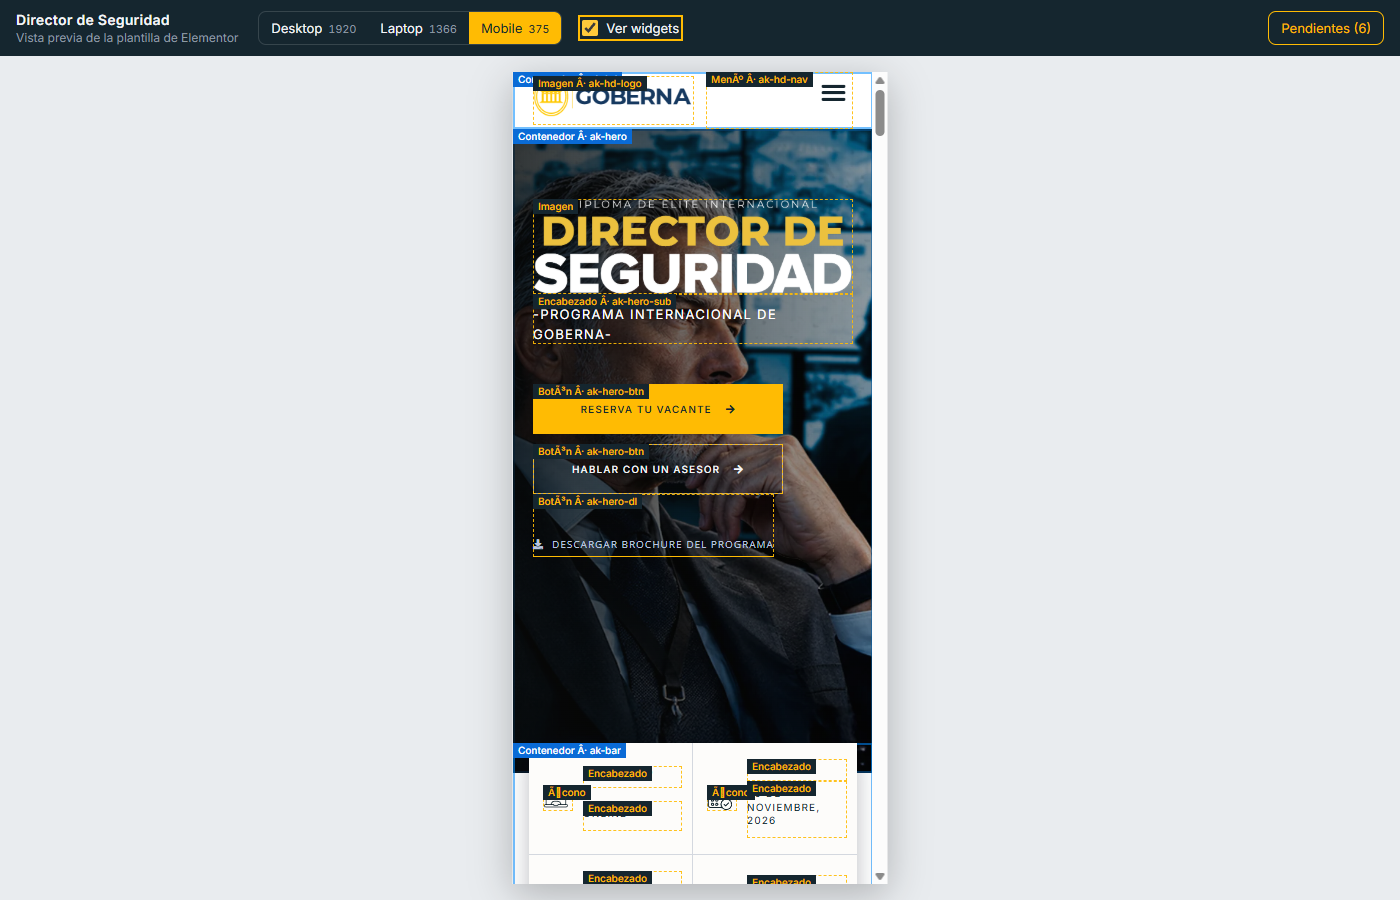 Director de Seguridad
Vista previa de la plantilla de Elementor
Desktop 1920
Laptop 1366
Mobile 375
Ver widgets
Pendientes (6)
Imagen Â· ak-hd-logo
MenÃº Â· ak-hd-nav
GOBERNA
Contenedor Â· ak-hero
Imagen
IPLOMA DE ÉLITE INTERNACIONAL
DIRECTOR DE
SEGURIDAD
Encabezado Â· ak-hero-sub
-PROGRAMA INTERNACIONAL DE
GOBERNA-
BotÃ³n Â· ak-hero-btn
RESERVA TU VACANTE
BotÃ³n Â· ak-hero-btn
HABLAR CON UN ASESOR
BotÃ³n Â· ak-hero-dl
DESCARGAR BROCHURE DEL PROGRAMA
Contenedor Â· ak-bar
Encabezado
Encabezado
Ãcono
Encabezado
Ãcono
Encabezado
NOVIEMBRE,
2026
Encabezado
Encabezado